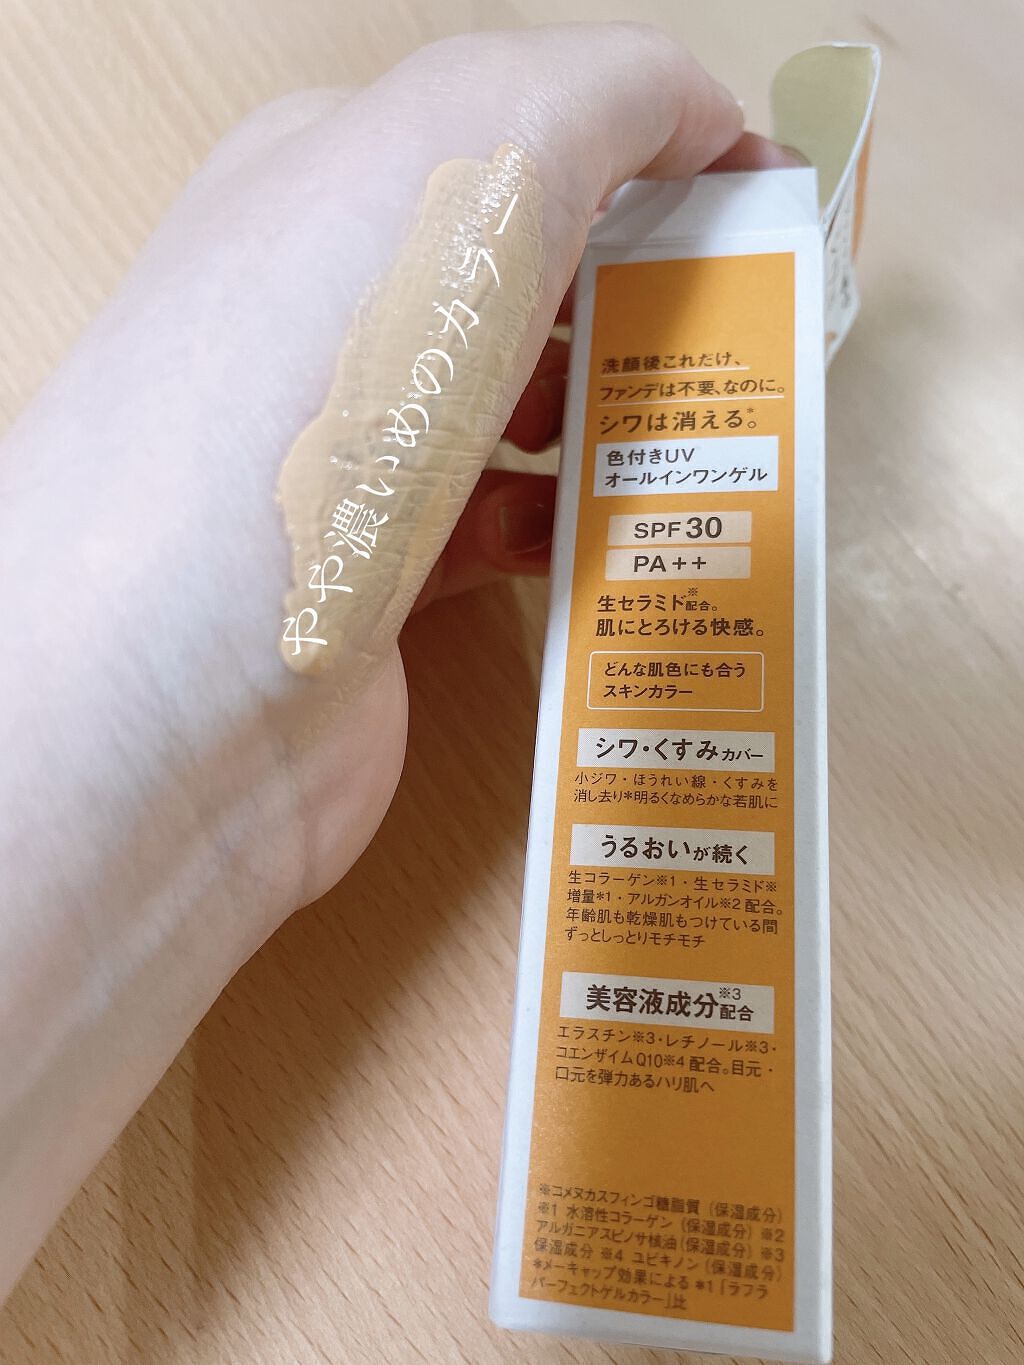 やや濃いめのカラー
洗顔後これだけ、
ファンデは不要、なのに。
シワは消える*。
色付きUV
オールインワンゲル
SPF30
PA++
生セラミド※配合。
肌にとろける快感。
どんな肌色にも合う
スキンカラー
シワ・くすみカバー
小ジワ・ほうれい線・くすみを
消し去り*明るくなめらかな若肌に
うるおいが続く
生コラーゲン※1・生セラミド※
増量*1・アルガンオイル※2配合。
年齢肌も乾燥肌もつけている間
ずっとしっとりモチモチ
美容液成分※3配合
エラスチン※3・レチノール※3・
コエンザイムQ10※4配合。目元・
口元を弾力あるハリ肌へ
※コメヌカスフィンゴ糖脂質(保湿成分)
※1 水溶性コラーゲン(保湿成分) ※2
アルガニアスピノサ核油(保湿成分) ※3
保湿成分 ※4 ユビキノン(保湿成分)
*メーキャップ効果による *1「ラフラ
パーフェクトゲルカラー」比